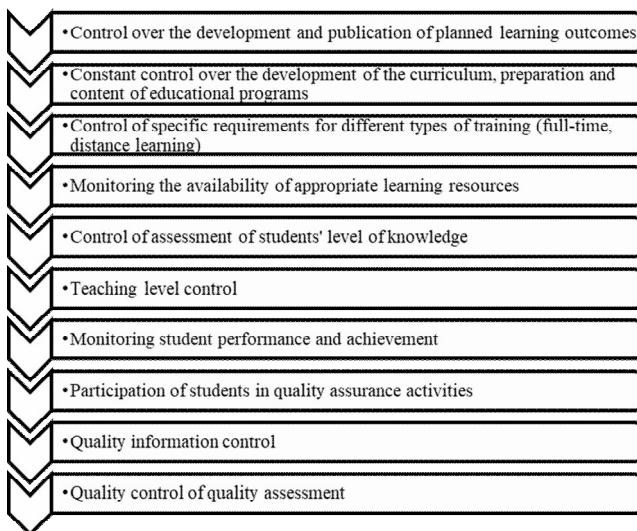 •Control over the development and publication of planned learning outcomes
•Constant control over the development of the curriculum, preparation and
content of educational programs
•Control of specific requirements for different types of training (full-time,
distance learning)
•Monitoring the availability of appropriate learning resources
•Control of assessment of students' level of knowledge
•Teaching level control
•Monitoring student performance and achievement
•Participation of students in quality assurance activities
•Quality information control
•Quality control of quality assessment